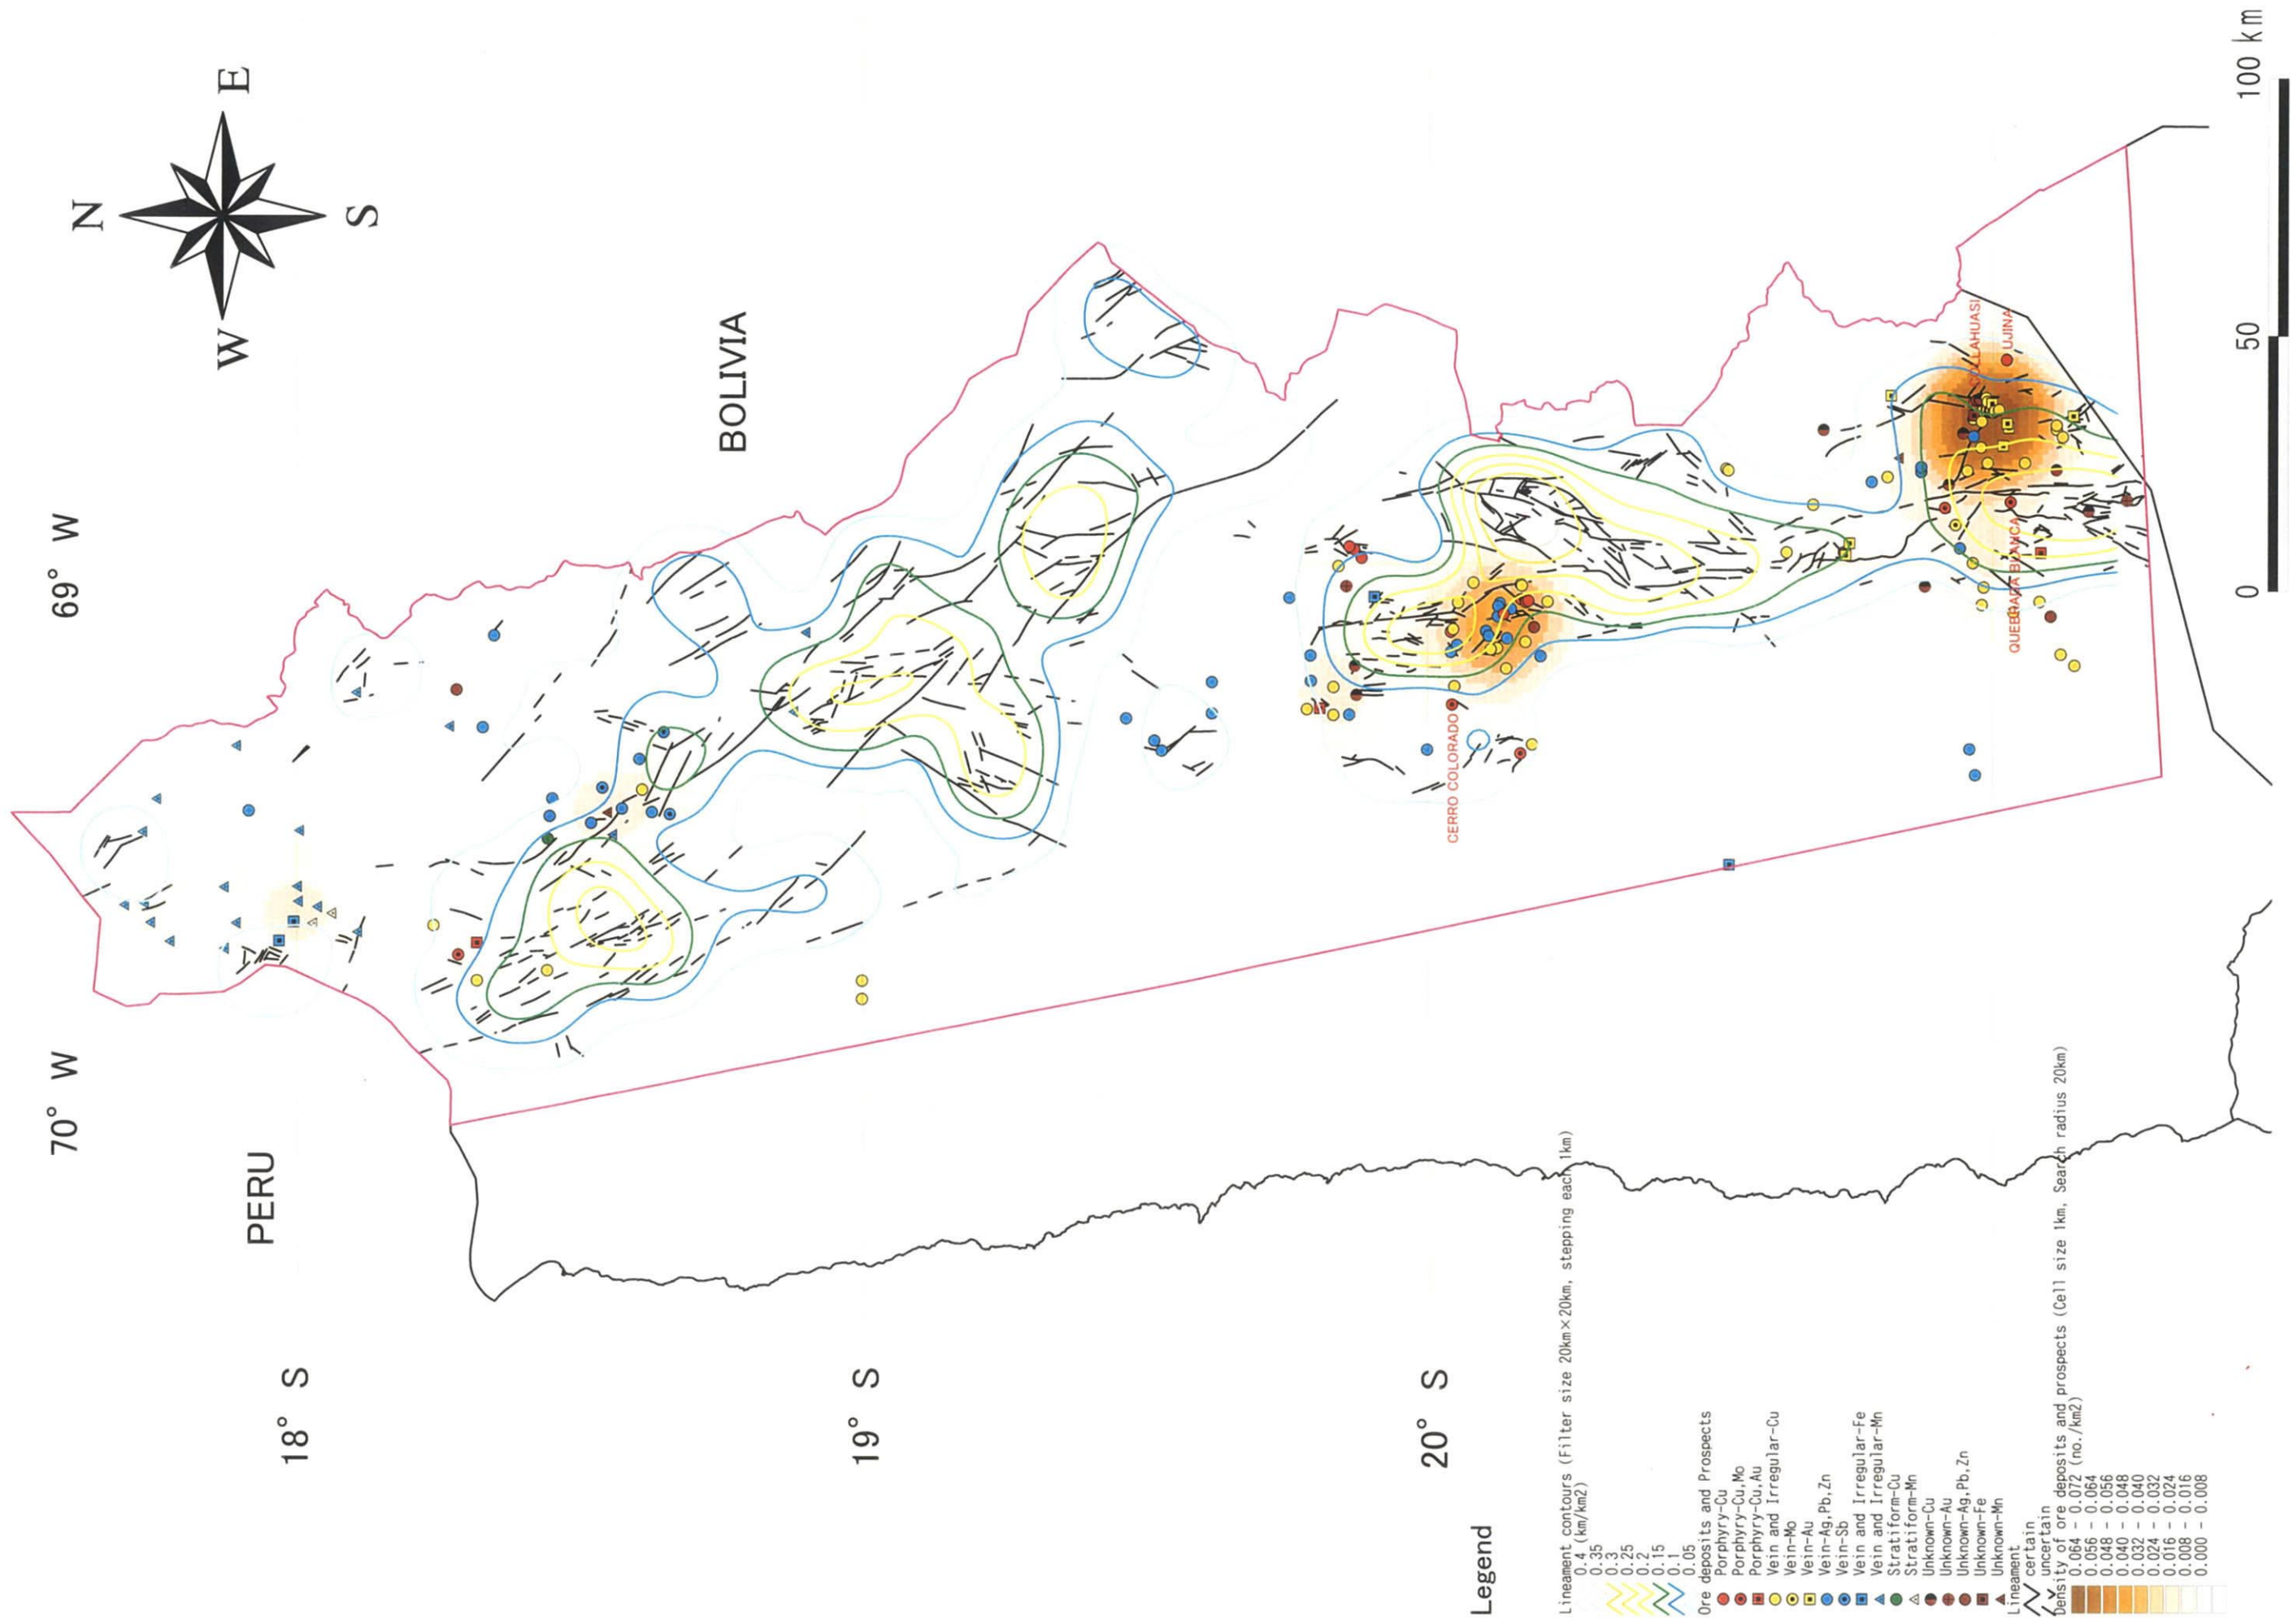 N
E
W
S
69° W
70° W
PERU
BOLIVIA
18° S
19° S
20° S
CERRO COLORADO
LLAHUASI
UJINA
QUEBRADA BLANCA
0
50
100 km
Legend
Lineament contours (Filter size 20km×20km, stepping each 1km)
0.4 (km/km2)
0.35
0.3
0.25
0.2
0.15
0.1
0.05
Ore deposits and Prospects
Porphyry-Cu
Porphyry-Cu,Mo
Porphyry-Cu,Au
Vein and Irregular-Cu
Vein-Mo
Vein-Au
Vein-Ag,Pb,Zn
Vein-Sb
Vein and Irregular-Fe
Vein and Irregular-Mn
Stratiform-Cu
Stratiform-Mn
Unknown-Cu
Unknown-Au
Unknown-Ag,Pb,Zn
Unknown-Fe
Unknown-Mn
Lineament
certain
uncertain
Density of ore deposits and prospects (Cell size 1km, Search radius 20km)
0.064 - 0.072 (no./km2)
0.056 - 0.064
0.048 - 0.056
0.040 - 0.048
0.032 - 0.040
0.024 - 0.032
0.016 - 0.024
0.008 - 0.016
0.000 - 0.008